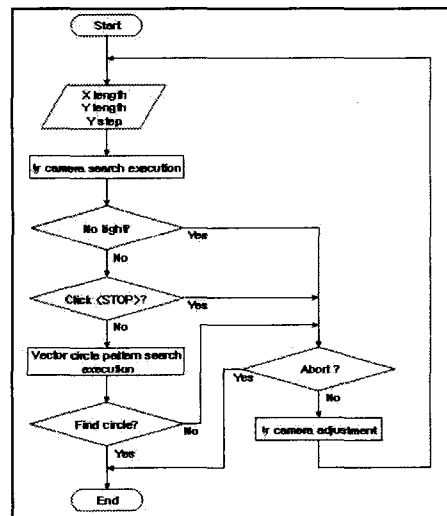 Start
X length
Y length
Y step
Ir camera search execution
No light?
Yes
No
Click <STOP>?
Yes
No
Vector circle pattern search
execution
Yes
Abort ?
No
Find circle?
No
Ir camera adjustment
Yes
End